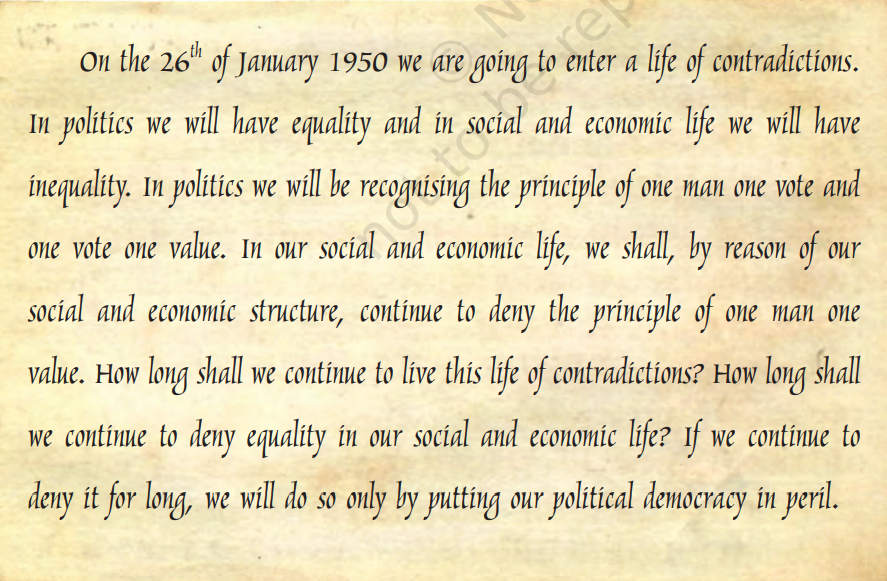 On the 26th of January 1950 we are going to enter a life of contradictions.
In politics we will have equality and in social and economic life we will have
inequality. In politics we will be recognising the principle of one man one vote and
one vote one value. In our social and economic life, we shall, by reason of our
social and economic structure, continue to deny the principle of one man one
value. How long shall we continue to live this life of contradictions? How long shall
we continue to deny equality in our social and economic life? If we continue to
deny it for long, we will do so only by putting our political democracy in peril.
© N
not to be rep